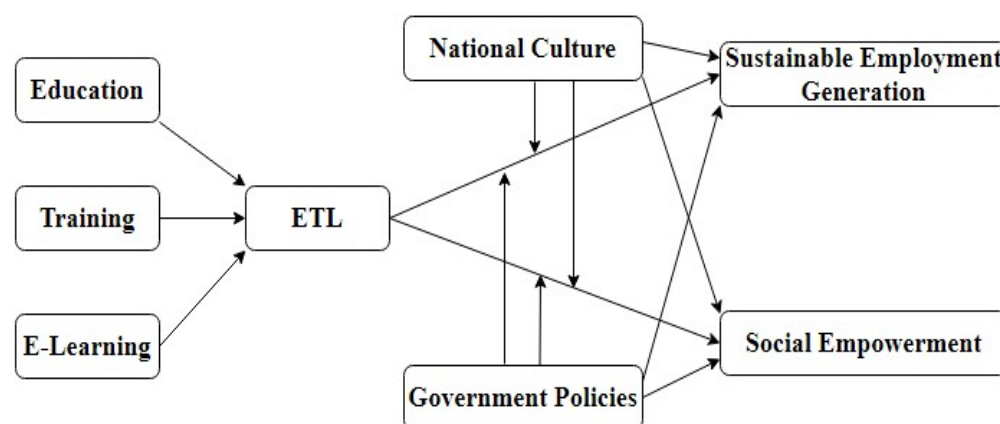 National Culture
Sustainable Employment
Generation
Education
Training
ETL
E-Learning
Social Empowerment
Government Policies